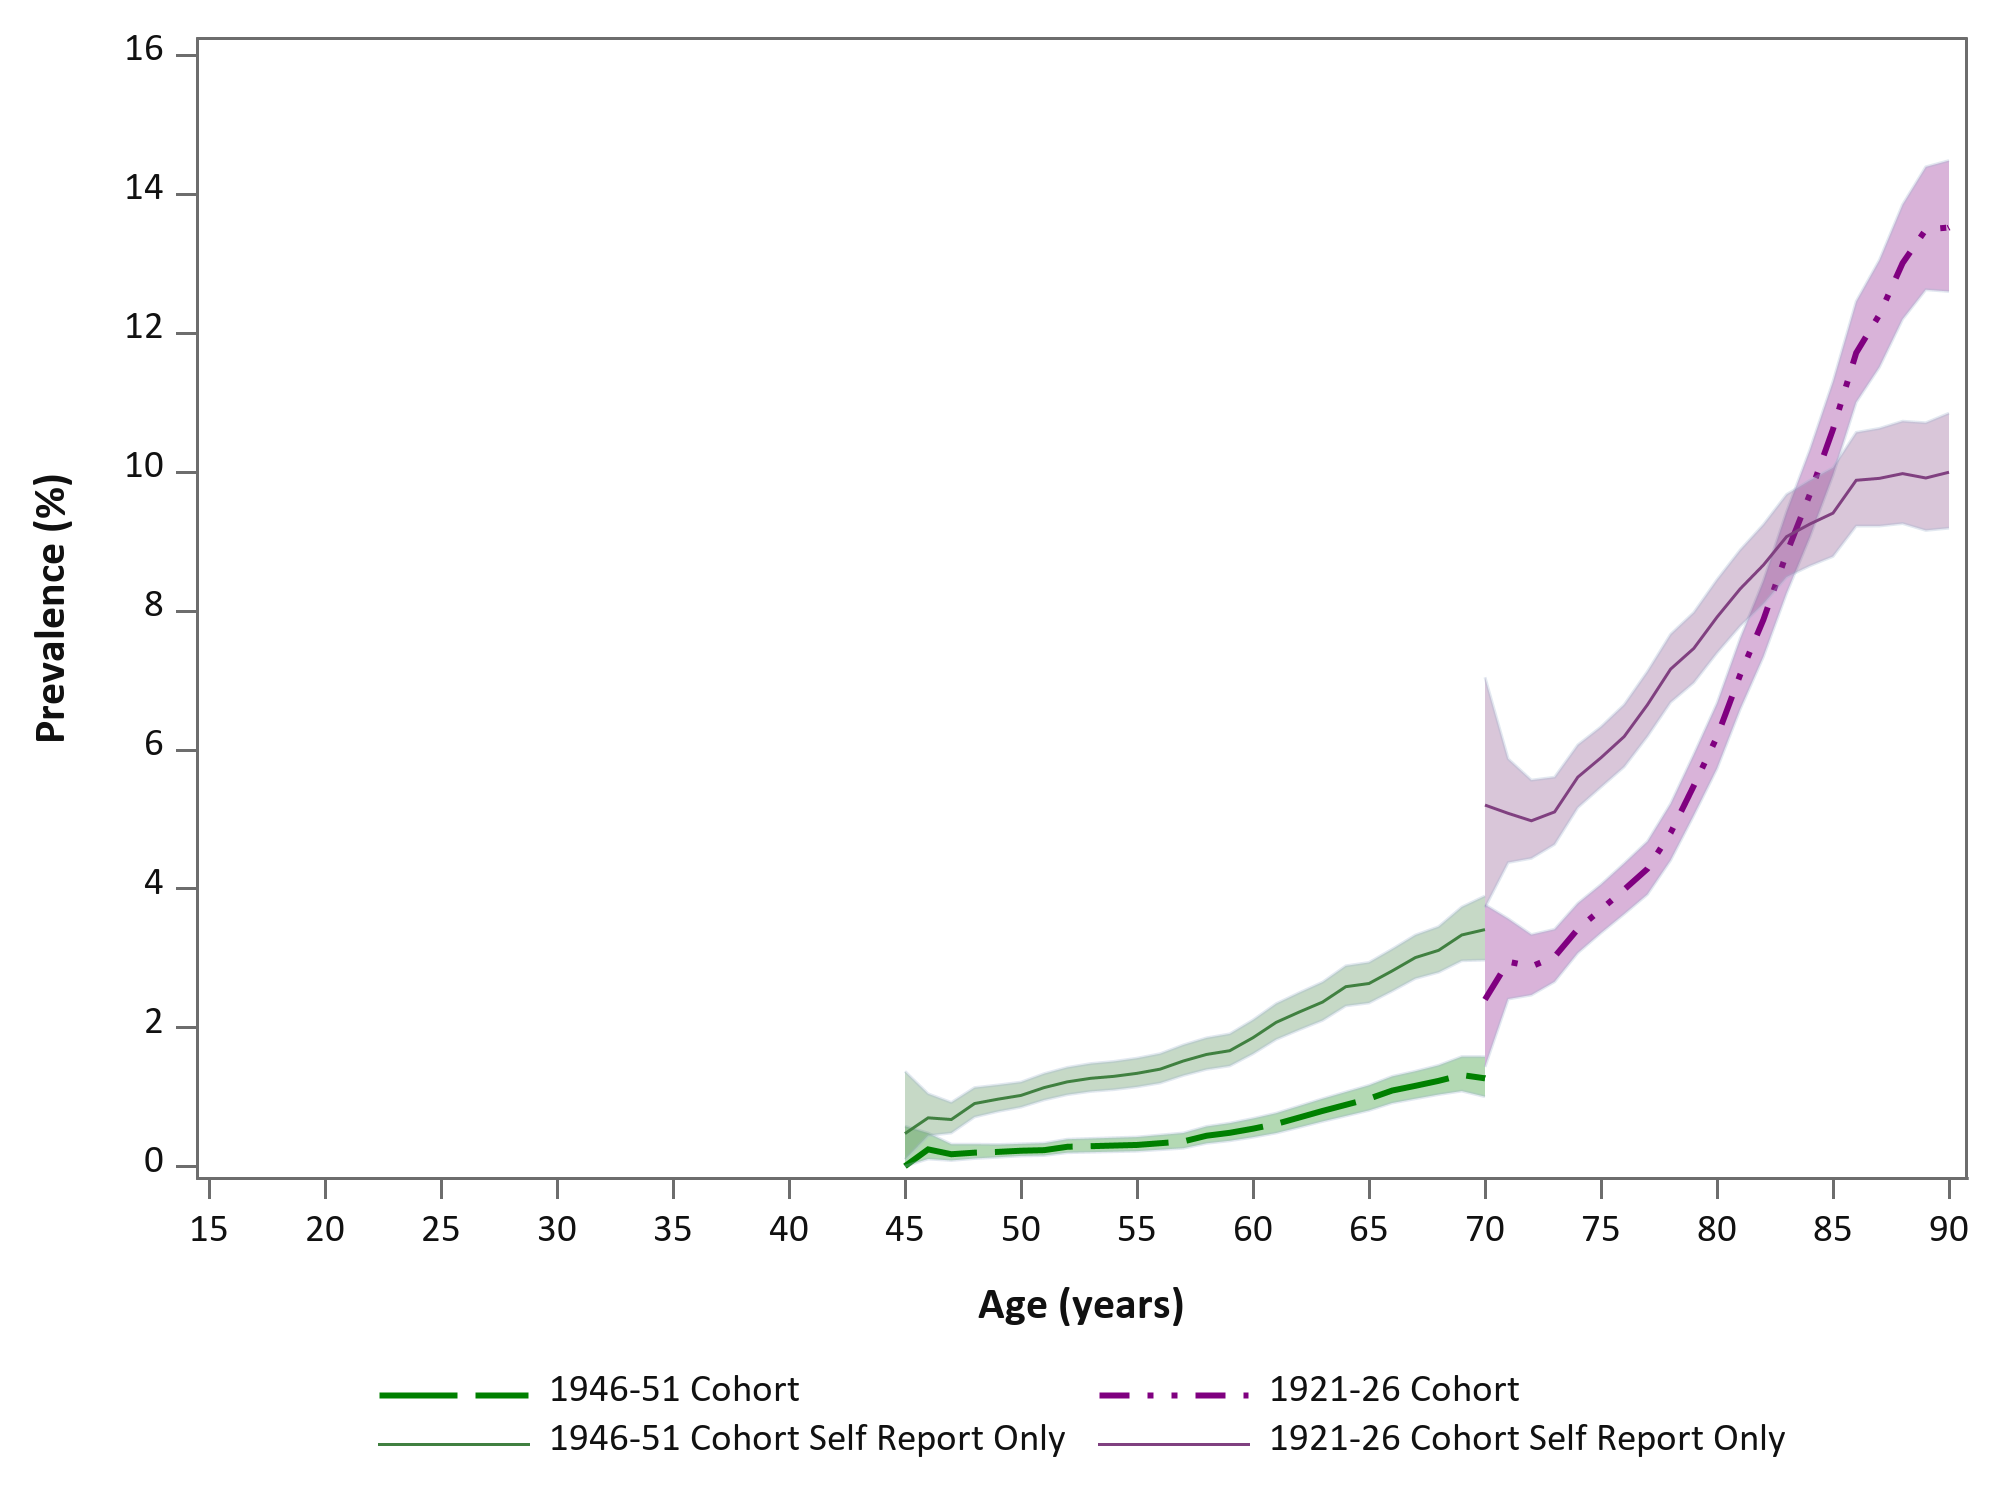 16
14
12
10
8
6
4
2
0
Prevalence (%)
15 20 25 30 35 40 45 50 55 60 65 70 75 80 85 90
Age (years)
1946-51 Cohort
1921-26 Cohort
1946-51 Cohort Self Report Only
1921-26 Cohort Self Report Only